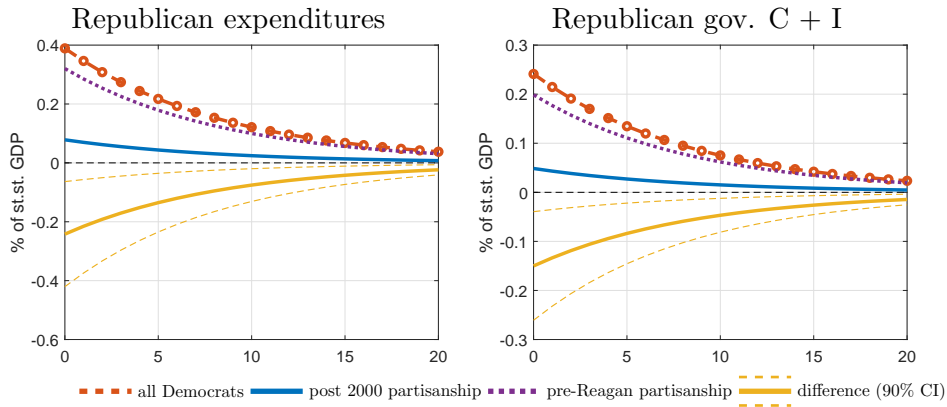 Republican expenditures
% of st.st. GDP
0.4
0.2
0
-0.2
-0.4
-0.6
0 5 10 15 20
Republican gov. C + I
% of st.st. GDP
0.3
0.2
0.1
0
-0.1
-0.2
-0.3
0 5 10 15 20
all Democrats post 2000 partisanship pre-Reagan partisanship difference (90% CI)